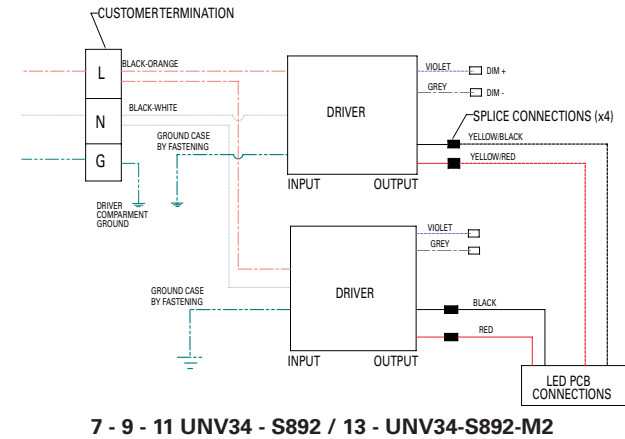 CUSTOMER TERMINATION
L
BLACK-ORANGE
N
BLACK-WHITE
G
GROUND CASE
BY FASTENING
DRIVER
COMPARMENT
GROUND
DRIVER
INPUT
OUTPUT
VIOLET
DIM +
GREY
DIM -
SPLICE CONNECTIONS (x4)
YELLOW/BLACK
YELLOW/RED
GROUND CASE
BY FASTENING
DRIVER
INPUT
OUTPUT
VIOLET
GREY
BLACK
RED
LED PCB
CONNECTIONS
7 - 9 - 11 UNV34 - S892 / 13 - UNV34-S892-M2